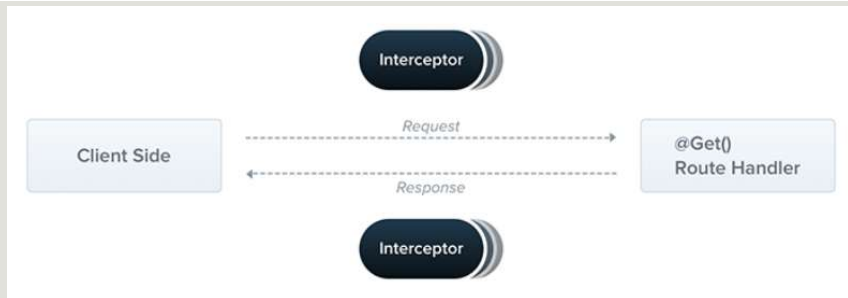 Interceptor
Request
Client Side
@Get()
Route Handler
Response
Interceptor